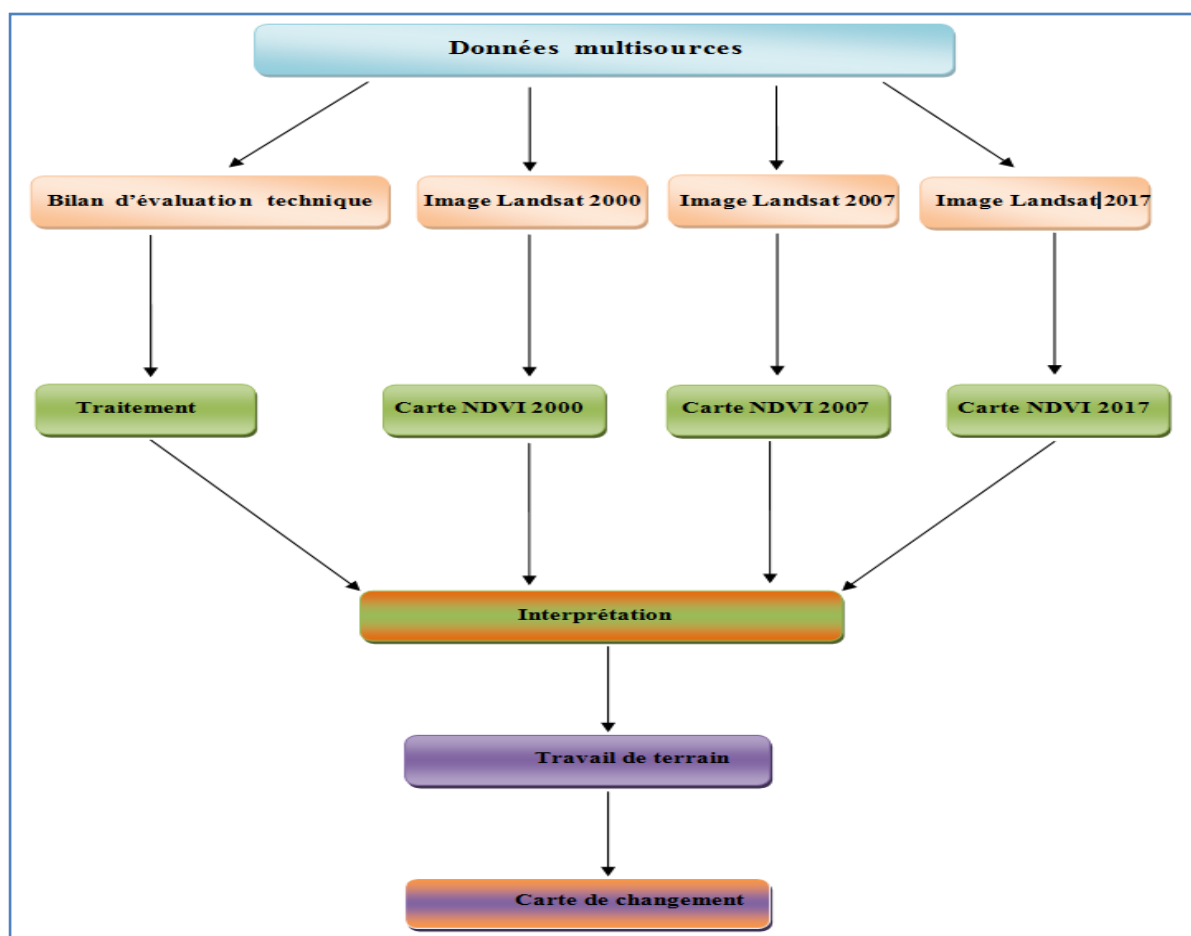 Données multisources
Bilan d'évaluation technique
Image Landsat 2000
Image Landsat 2007
Image Landsat 2017
Traitement
Carte NDVI 2000
Carte NDVI 2007
Carte NDVI 2017
Interprétation
Travail de terrain
Carte de changement